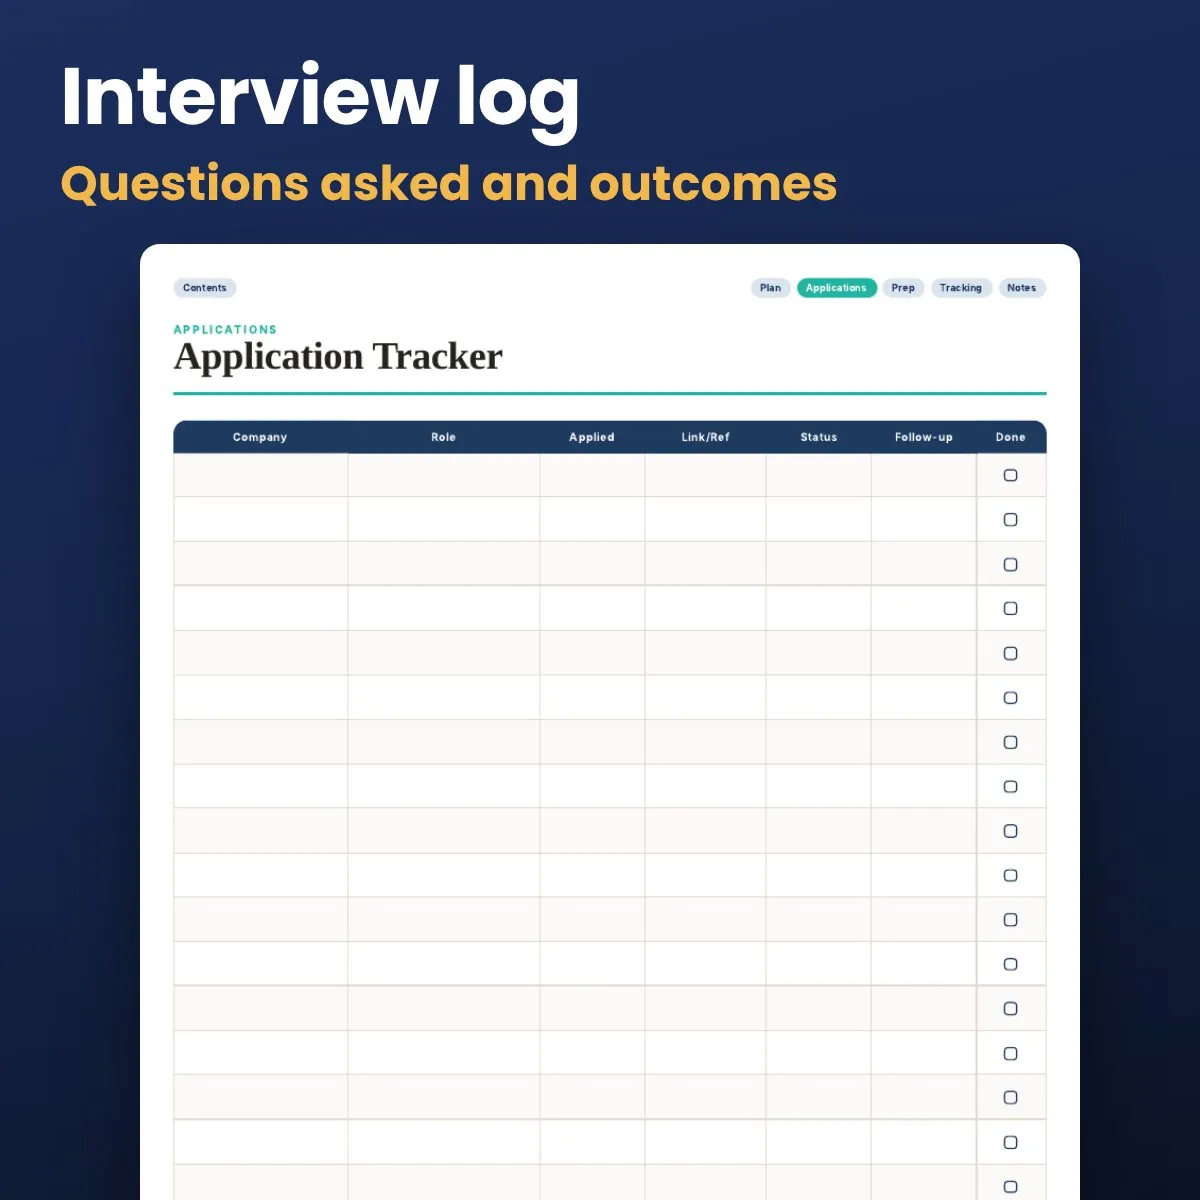 Interview log
Questions asked and outcomes
Contents Plan Applications Prep Tracking Notes
APPLICATIONS
Application Tracker
Company Role Applied Link/Ref Status Follow-up Done